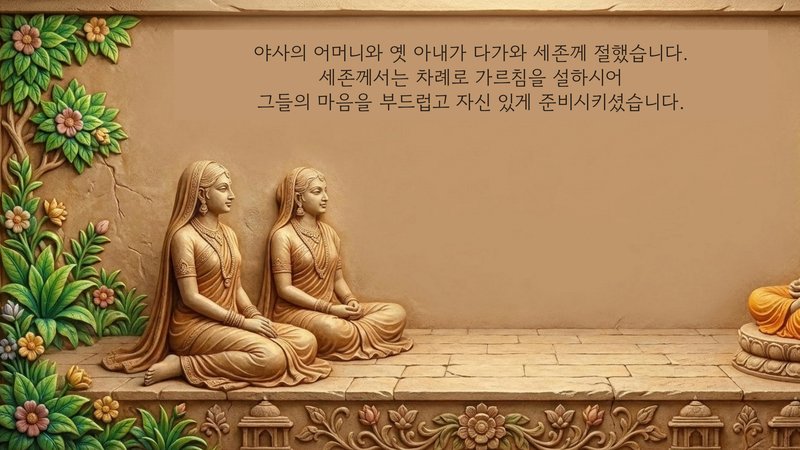 야사의 어머니와 옛 아내가 다가와 세존께 절했습니다.
세존께서는 차례로 가르침을 설하시어
그들의 마음을 부드럽고 자신 있게 준비시키셨습니다.